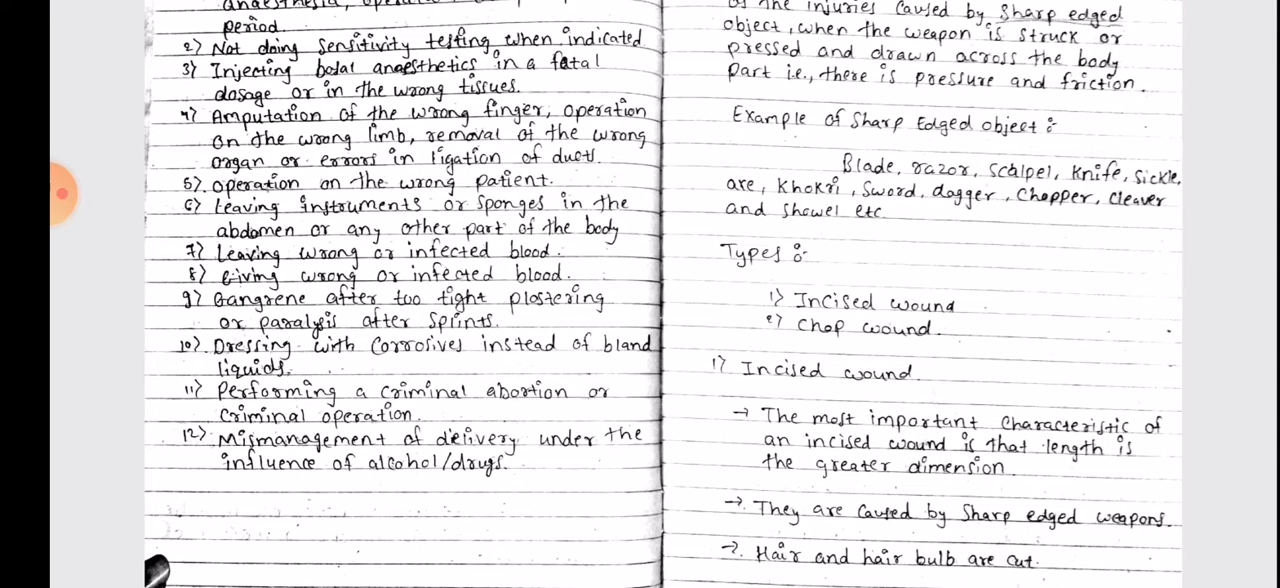 period.
2) Not doing sensitivity testing when indicated
3) Injecting bolal anaesthetics in a fatal
dosage or in the wrong tissues.
4) Amputation of the wrong finger, operation
on the wrong limb, removal of the wrong
organ or errors in ligation of ducts.
5) operation on the wrong patient.
6) Leaving instruments or sponges in the
abdomen or any other part of the body
7) Leaving wrong or infected blood.
8) Giving wrong or infected blood.
9) Gangrene after too tight plastering
or paralysis after splints.
10) Dressing with corrosives instead of bland
liquids.
11) Performing a criminal abortion or
criminal operation.
12) Mismanagement of delivery under the
influence of alcohol/drugs.
of the injuries caused by sharp edged
object, when the weapon is struck or
pressed and drawn across the body
part i.e., there is pressure and friction.
Example of Sharp Edged object :-
Blade, razor, scalpel, knife, sickle,
axe, Khokri, sword, dagger, chopper, cleaver
and showel etc.
Types :-
1) Incised wound
2) Chop wound.
1) Incised wound.
→ The most important characteristic of
an incised wound is that length is
the greater dimension.
→ They are caused by sharp edged weapons.
→ Hair and hair bulb are cut.